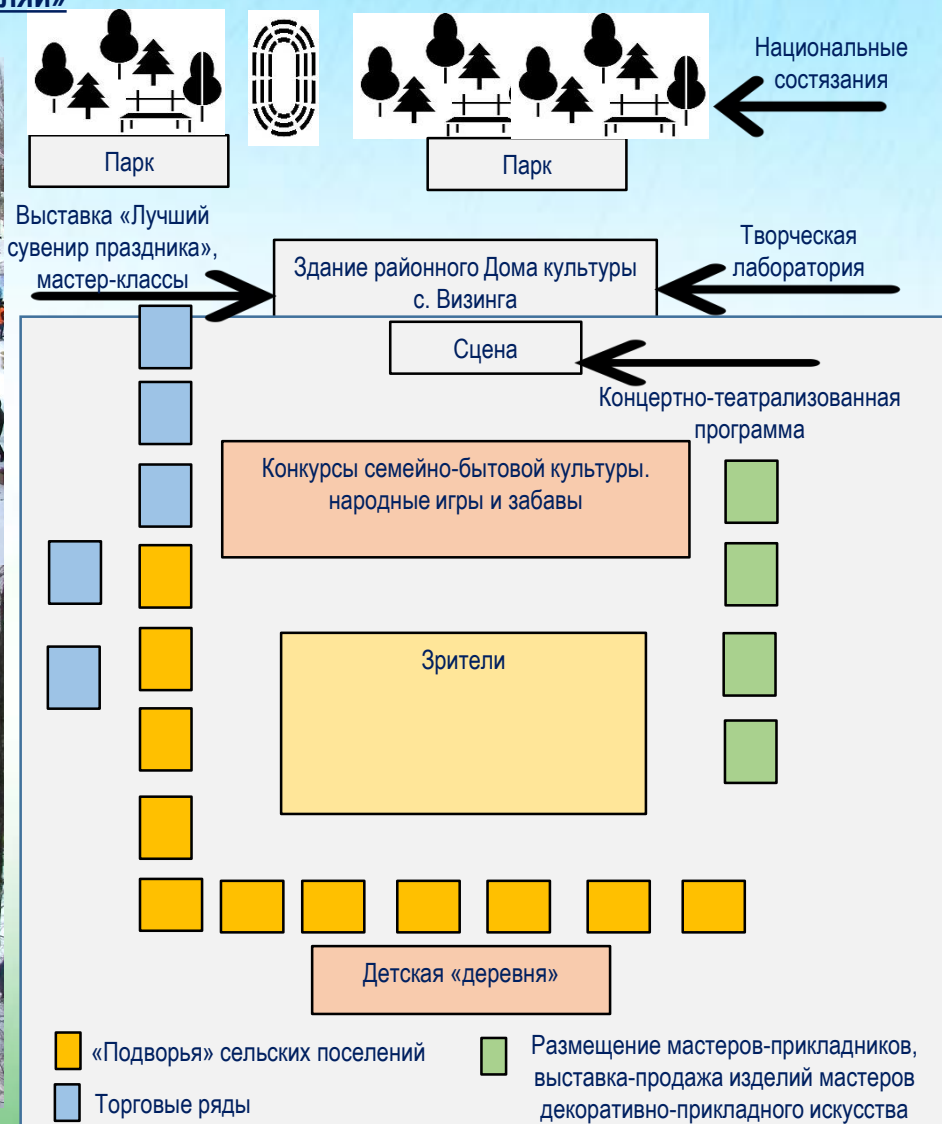 Национальные
состязания
Парк
Парк
Выставка «Лучший
сувенир праздника»,
мастер-классы
Здание районного Дома культуры
с. Визинга
Творческая
лаборатория
Сцена
Концертно-театрализованная
программа
Конкурсы семейно-бытовой культуры.
народные игры и забавы
Зрители
Детская «деревня»
«Подворья» сельских поселений
Торговые ряды
Размещение мастеров-прикладников,
выставка-продажа изделий мастеров
декоративно-прикладного искусства